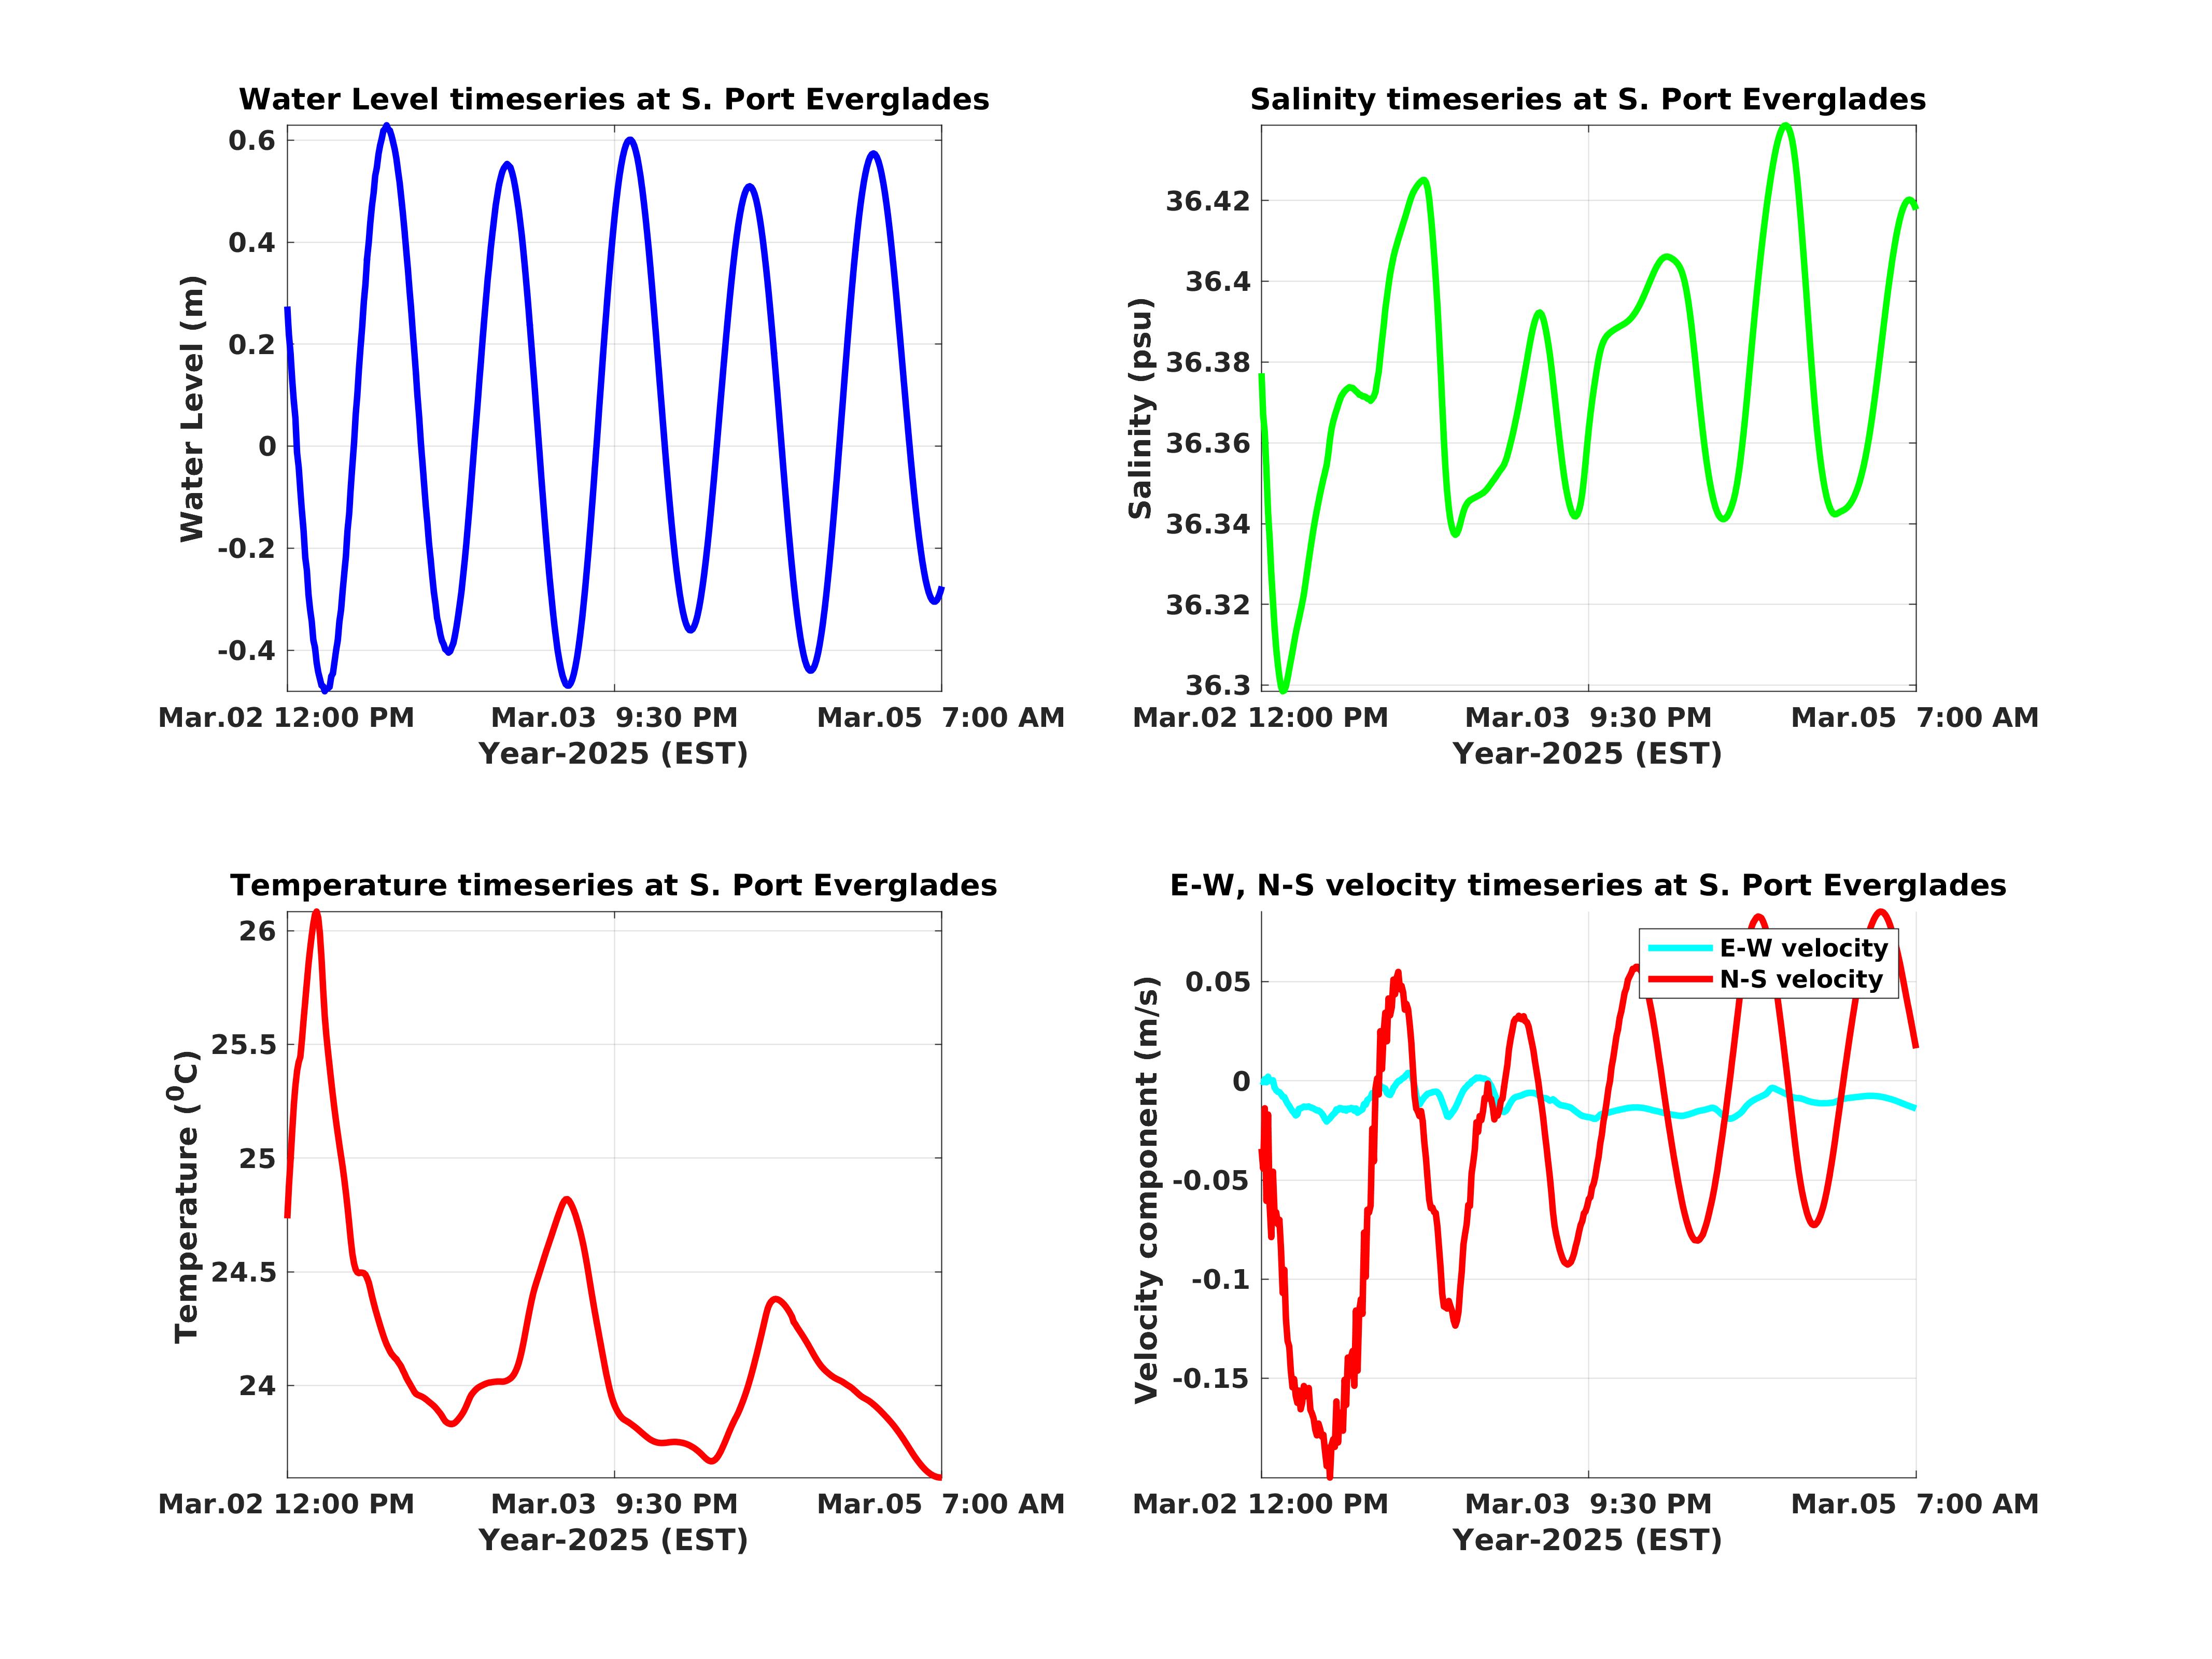 Water Level timeseries at S. Port Everglades
Water Level (m)
0.6
0.4
0.2
0
-0.2
-0.4
Mar.02 12:00 PM Mar.03 9:30 PM Mar.05 7:00 AM
Year-2025 (EST)
Salinity timeseries at S. Port Everglades
Salinity (psu)
36.42
36.4
36.38
36.36
36.34
36.32
36.3
Mar.02 12:00 PM Mar.03 9:30 PM Mar.05 7:00 AM
Year-2025 (EST)
Temperature timeseries at S. Port Everglades
Temperature (⁰C)
26
25.5
25
24.5
24
Mar.02 12:00 PM Mar.03 9:30 PM Mar.05 7:00 AM
Year-2025 (EST)
E-W, N-S velocity timeseries at S. Port Everglades
Velocity component (m/s)
E-W velocity
N-S velocity
0.05
0
-0.05
-0.1
-0.15
Mar.02 12:00 PM Mar.03 9:30 PM Mar.05 7:00 AM
Year-2025 (EST)